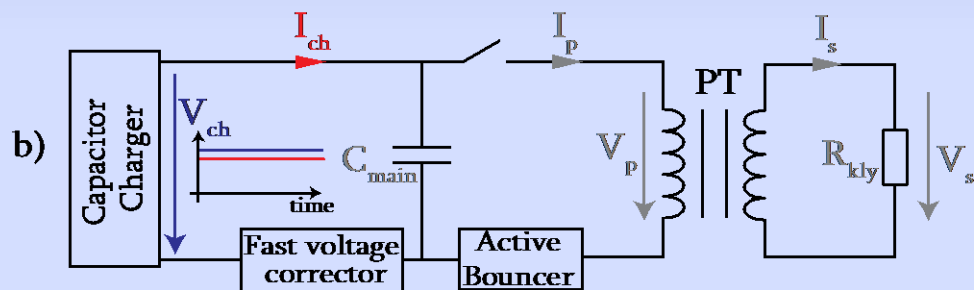 b)
Capacitor
Charger
V_ch
time
I_ch
C_main
Fast voltage
corrector
Active
Bouncer
I_p
V_p
PT
I_s
R_kly
V_s